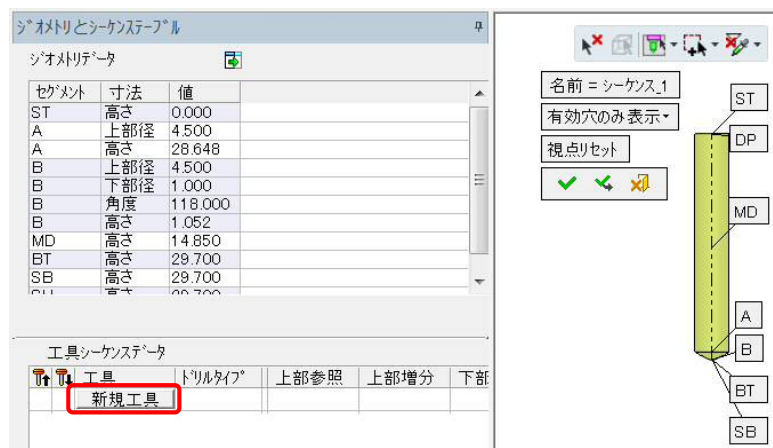 ｼﾞｵﾒﾄﾘとｼｰｹﾝｽﾃｰﾌﾞﾙ
ｼﾞｵﾒﾄﾘﾃﾞｰﾀ
ｾｸﾞﾒﾝﾄ 寸法 値
ST 高さ 0.000
A 上部径 4.500
A 高さ 28.648
B 上部径 4.500
B 下部径 1.000
B 角度 118.000
B 高さ 1.052
MD 高さ 14.850
BT 高さ 29.700
SB 高さ 29.700
工具ｼｰｹﾝｽﾃﾞｰﾀ
工具 ﾄﾞﾘﾙﾀｲﾌﾟ 上部参照 上部増分 下部
新規工具
名前 = ｼｰｹﾝｽ_1
有効穴のみ表示
視点ﾘｾｯﾄ
ST
DP
MD
A
B
BT
SB